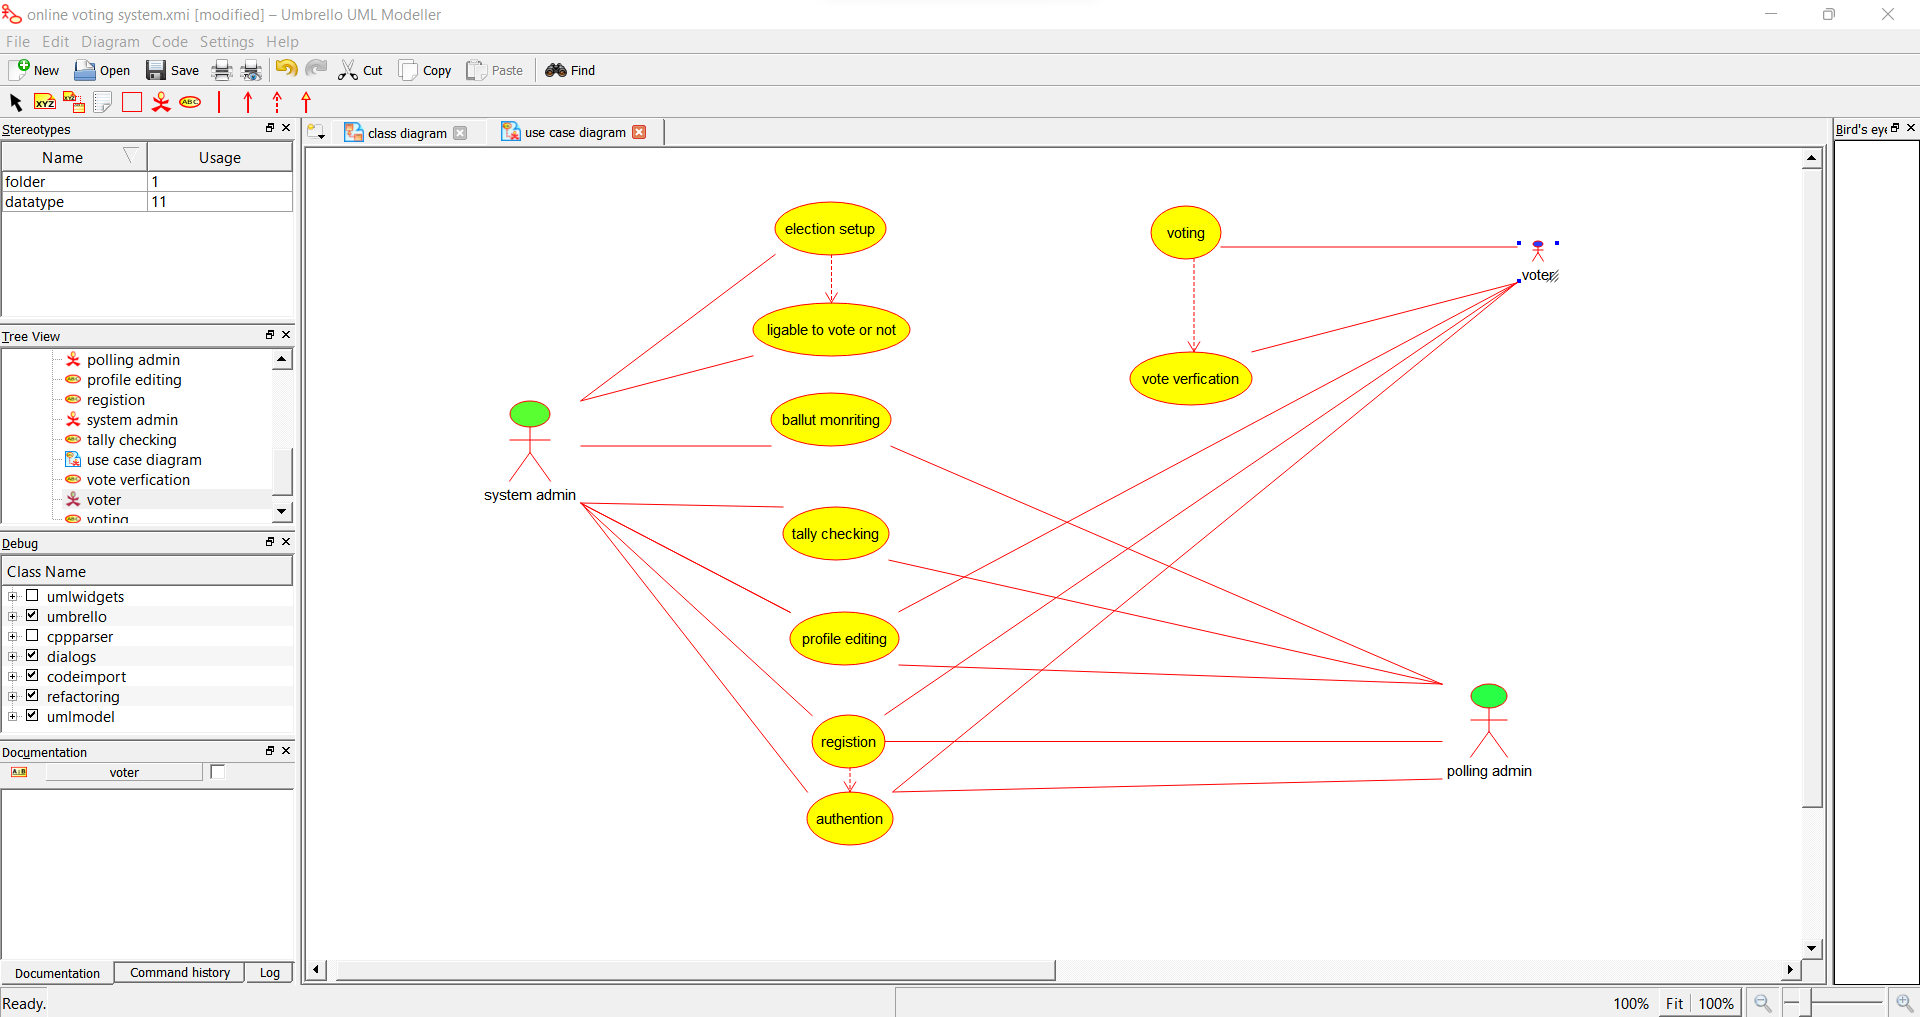 online voting system.xmi [modified] – Umbrello UML Modeller
File Edit Diagram Code Settings Help
New Open Save Cut Copy Paste Find
XYZ XYZ ABC
Stereotypes
Name Usage
folder 1
datatype 11
Tree View
polling admin
profile editing
registion
system admin
tally checking
use case diagram
vote verfication
voter
voting
Debug
Class Name
umlwidgets
umbrello
cppparser
dialogs
codeimport
refactoring
umlmodel
Documentation
voter
Documentation Command history Log
class diagram use case diagram
election setup
voting
voter
ligable to vote or not
vote verfication
ballut monriting
system admin
tally checking
profile editing
registion
polling admin
authention
Bird's eye
Ready.
100% Fit 100%